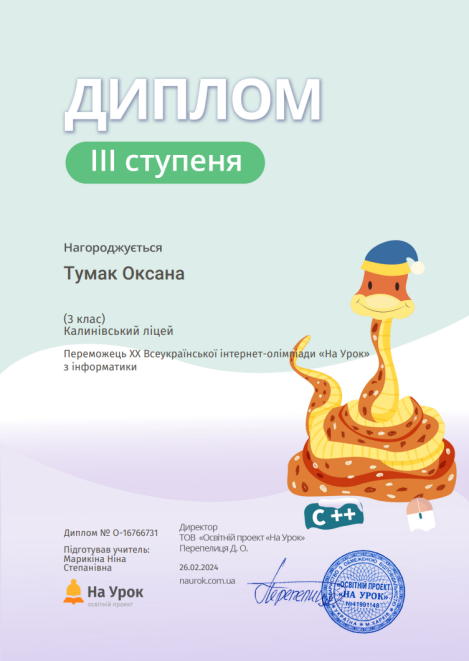 ДИПЛОМ
III ступеня
Нагороджується
Тумак Оксана
(3 клас)
Калинівський ліцей
Переможець XX Всеукраїнської інтернет-олімпіади «На Урок»
з інформатики
C ++
Диплом № О-16766731
Підготував учитель:
Марикіна Ніна
Степанівна
На Урок
освітній проєкт
Директор
ТОВ «Освітній проект «На Урок»
Перепелиця Д. О.
26.02.2024
naurok.com.ua
«ОСВІТНІЙ ПРОЕКТ
«НА УРОК»
№41991148